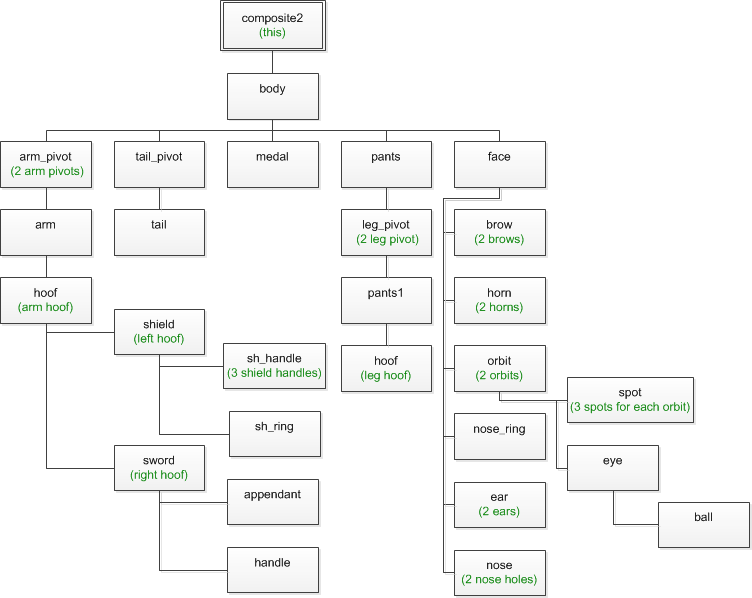 composite2
(this)
body
arm_pivot
(2 arm pivots)
tail_pivot
medal
pants
face
arm
tail
leg_pivot
(2 leg pivot)
brow
(2 brows)
hoof
(arm hoof)
pants1
horn
(2 horns)
shield
(left hoof)
sh_handle
(3 shield handles)
hoof
(leg hoof)
orbit
(2 orbits)
spot
(3 spots for each orbit)
sh_ring
nose_ring
sword
(right hoof)
eye
appendant
ear
(2 ears)
ball
handle
nose
(2 nose holes)